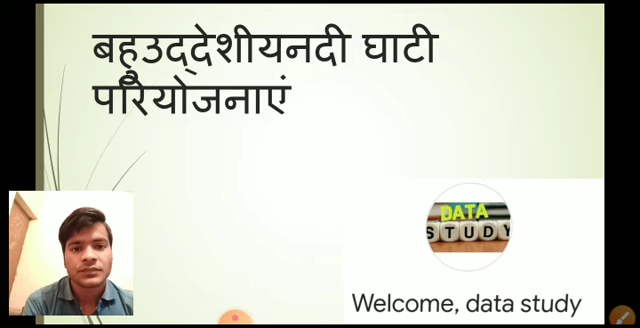 बहुउद्देशीयनदी घाटी
परियोजनाएं
DATA
STUDY
Welcome, data study